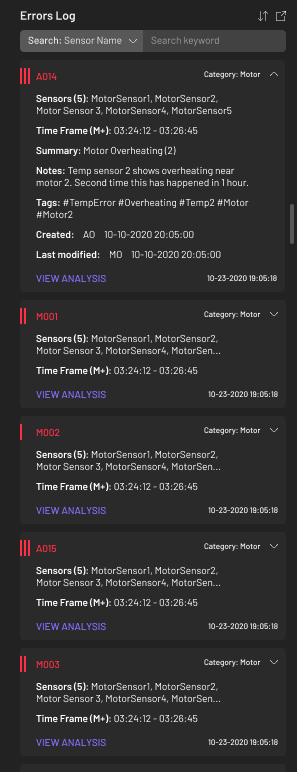 Errors Log
Search: Sensor Name
Search keyword
A014
Category: Motor
Sensors (5): MotorSensor1, MotorSensor2,
Motor Sensor 3, MotorSensor4, MotorSensor5
Time Frame (M+): 03:24:12 - 03:26:45
Summary: Motor Overheating (2)
Notes: Temp sensor 2 shows overheating near
motor 2. Second time this has happened in 1 hour.
Tags: #TempError #Overheating #Temp2 #Motor
#Motor2
Created: AO 10-10-2020 20:05:00
Last modified: MO 10-10-2020 20:05:00
VIEW ANALYSIS
10-23-2020 19:05:18
M001
Category: Motor
Sensors (5): MotorSensor1, MotorSensor2,
Motor Sensor 3, MotorSensor4, MotorSen...
Time Frame (M+): 03:24:12 - 03:26:45
VIEW ANALYSIS
10-23-2020 19:05:18
M002
Category: Motor
Sensors (5): MotorSensor1, MotorSensor2,
Motor Sensor 3, MotorSensor4, MotorSen...
Time Frame (M+): 03:24:12 - 03:26:45
VIEW ANALYSIS
10-23-2020 19:05:18
A015
Category: Motor
Sensors (5): MotorSensor1, MotorSensor2,
Motor Sensor 3, MotorSensor4, MotorSen...
Time Frame (M+): 03:24:12 - 03:26:45
VIEW ANALYSIS
10-23-2020 19:05:18
M003
Category: Motor
Sensors (5): MotorSensor1, MotorSensor2,
Motor Sensor 3, MotorSensor4, MotorSen...
Time Frame (M+): 03:24:12 - 03:26:45
VIEW ANALYSIS
10-23-2020 19:05:18